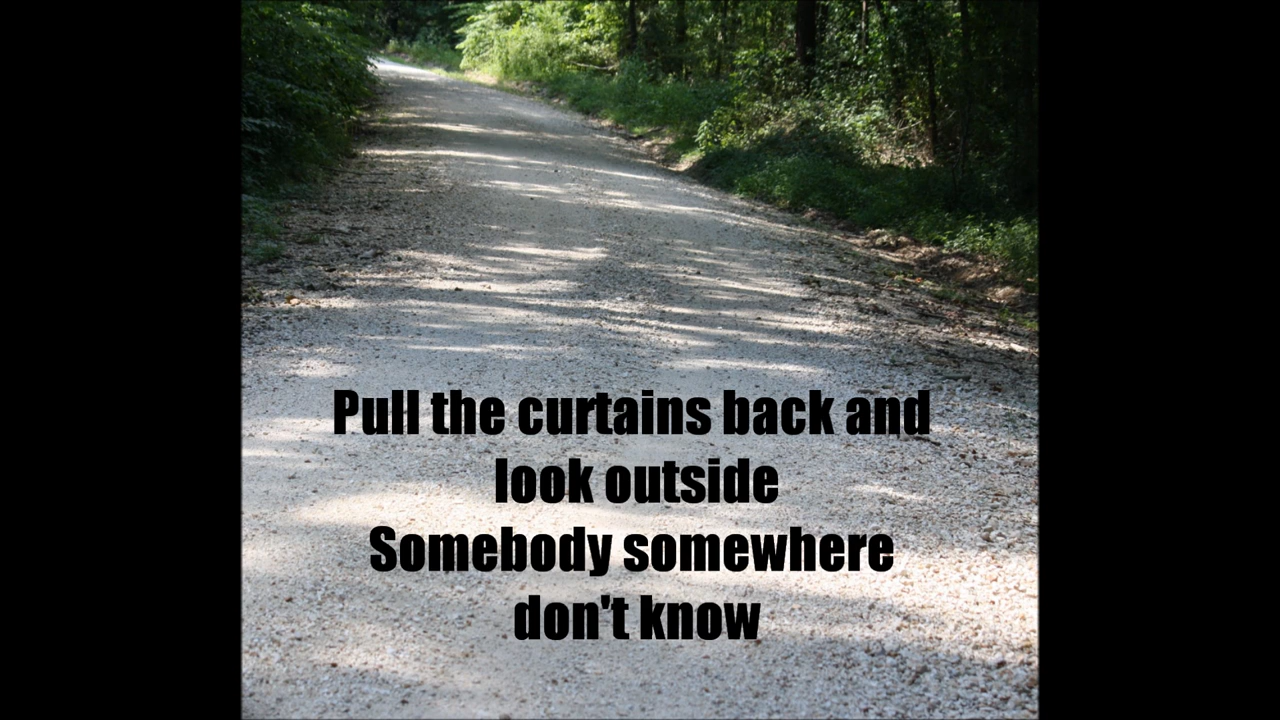 Pull the curtains back and
look outside
Somebody somewhere
don't know